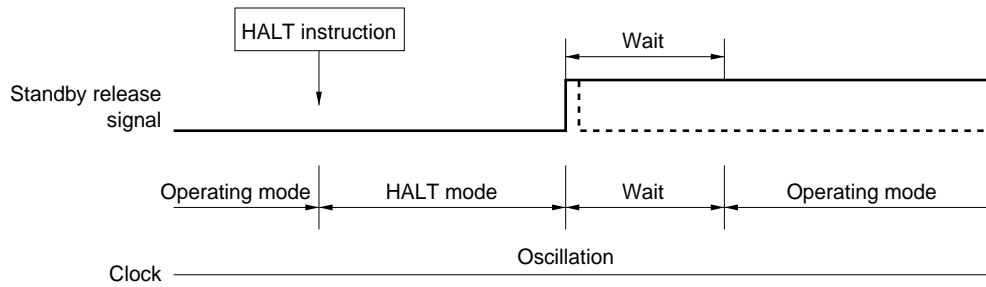 HALT instruction
Wait
Standby release
signal
Operating mode
HALT mode
Wait
Operating mode
Oscillation
Clock